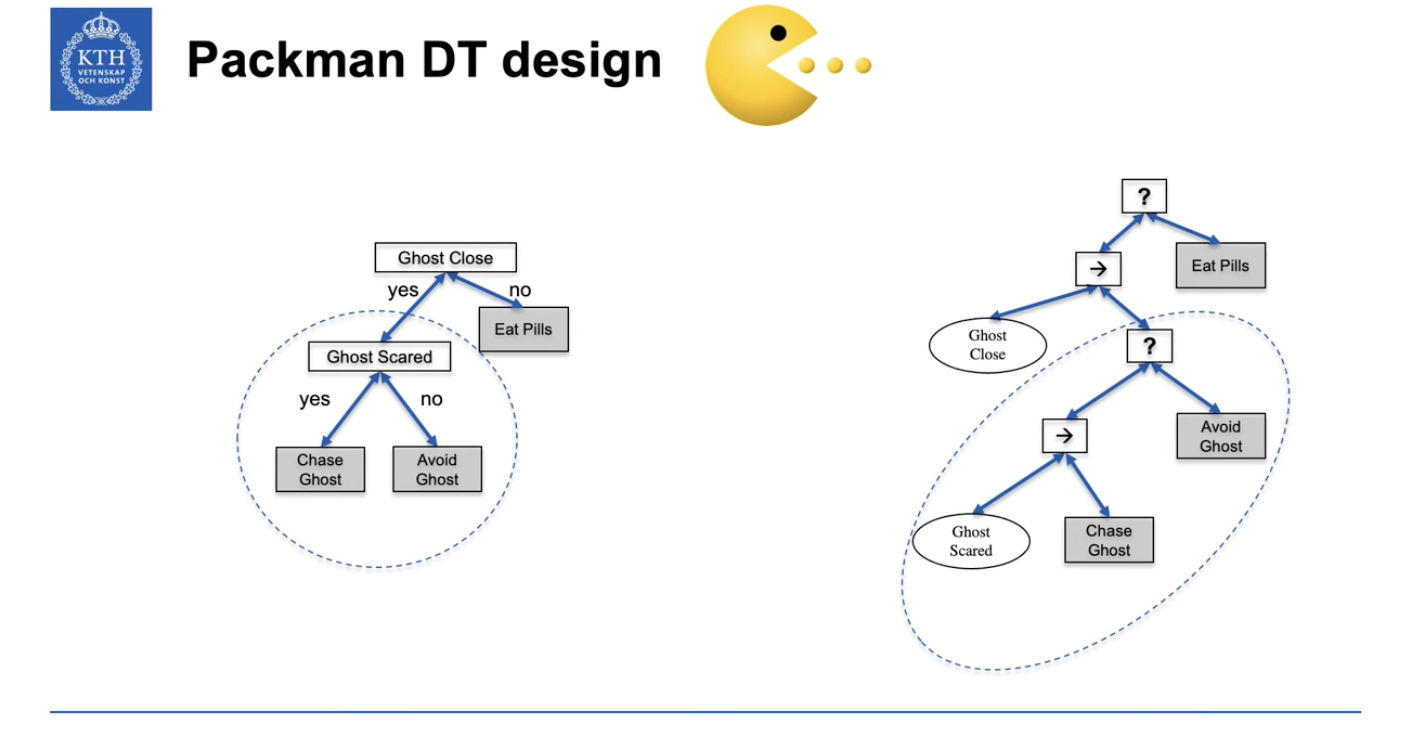 KTH
VETENSKAP
OCH KONST
Packman DT design
Ghost Close
yes
no
Eat Pills
Ghost Scared
yes
no
Chase
Ghost
Avoid
Ghost
?
→
Eat Pills
Ghost
Close
?
→
Avoid
Ghost
Ghost
Scared
Chase
Ghost